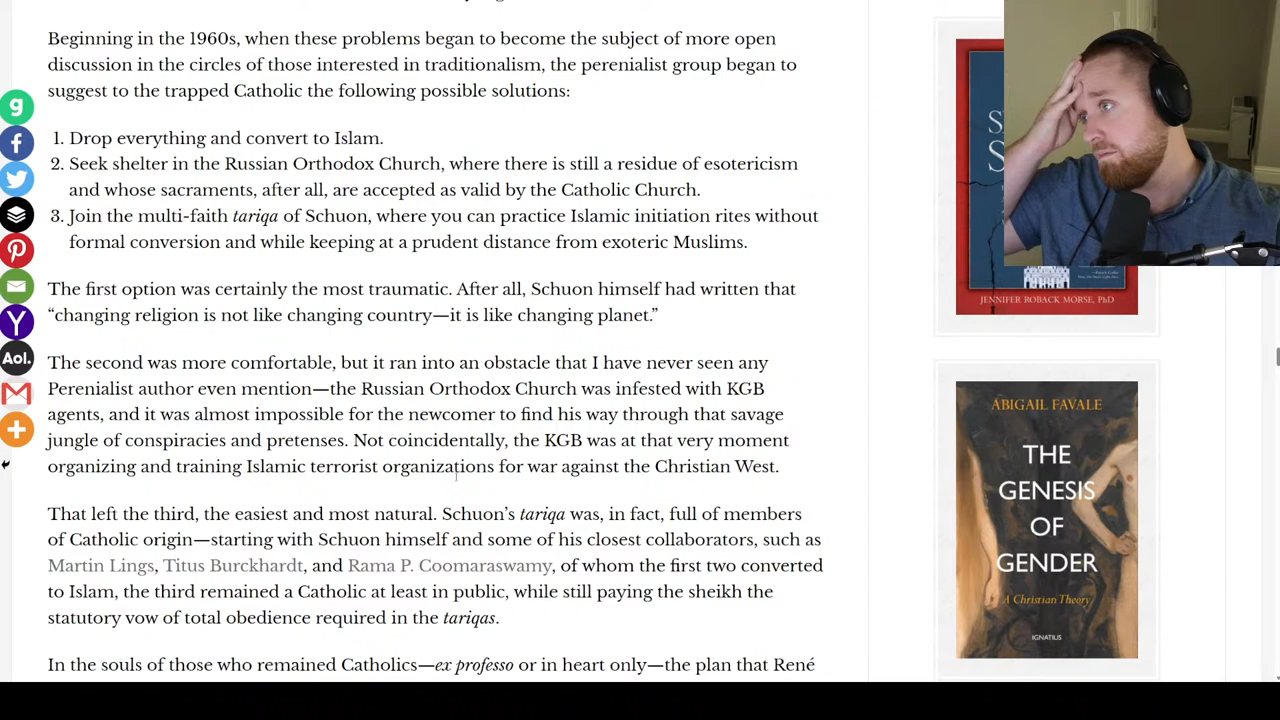 Beginning in the 1960s, when these problems began to become the subject of more open
discussion in the circles of those interested in traditionalism, the perenialist group began to
suggest to the trapped Catholic the following possible solutions:
1. Drop everything and convert to Islam.
2. Seek shelter in the Russian Orthodox Church, where there is still a residue of esotericism
and whose sacraments, after all, are accepted as valid by the Catholic Church.
3. Join the multi-faith tariqa of Schuon, where you can practice Islamic initiation rites without
formal conversion and while keeping at a prudent distance from exoteric Muslims.
The first option was certainly the most traumatic. After all, Schuon himself had written that
“changing religion is not like changing country—it is like changing planet.”
The second was more comfortable, but it ran into an obstacle that I have never seen any
Perenialist author even mention—the Russian Orthodox Church was infested with KGB
agents, and it was almost impossible for the newcomer to find his way through that savage
jungle of conspiracies and pretenses. Not coincidentally, the KGB was at that very moment
organizing and training Islamic terrorist organizations for war against the Christian West.
That left the third, the easiest and most natural. Schuon’s tariqa was, in fact, full of members
of Catholic origin—starting with Schuon himself and some of his closest collaborators, such as
Martin Lings, Titus Burckhardt, and Rama P. Coomaraswamy, of whom the first two converted
to Islam, the third remained a Catholic at least in public, while still paying the sheikh the
statutory vow of total obedience required in the tariqas.
In the souls of those who remained Catholics—ex professo or in heart only—the plan that René
g
Y
Aol.
JENNIFER ROBACK MORSE, PhD
ABIGAIL FAVALE
THE
GENESIS
OF
GENDER
A Christian Theory
IGNATIUS